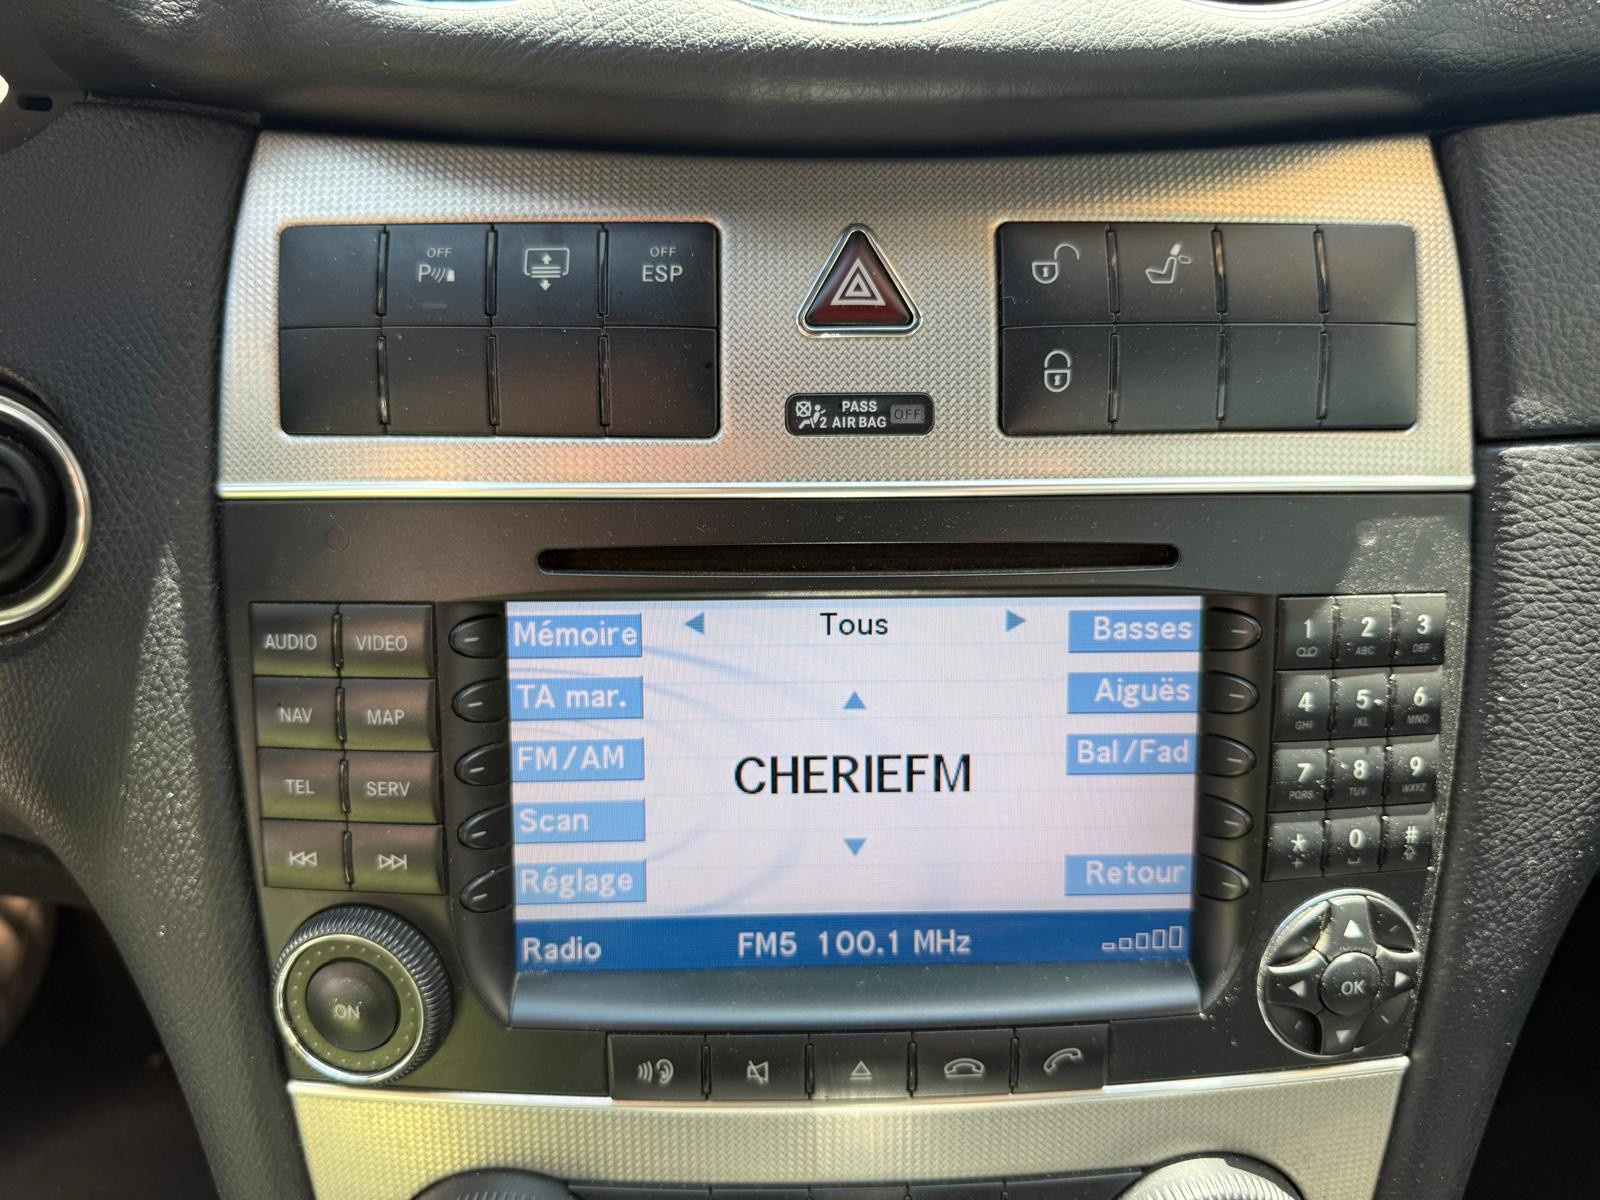 OFF
P
OFF
ESP
PASS
2 AIRBAG OFF
AUDIO VIDEO
NAV MAP
TEL SERV
ON
Mémoire
TA mar.
FM/AM
Scan
Réglage
Tous
CHERIEFM
Basses
Aiguës
Bal/Fad
Retour
Radio FM5 100.1 MHz
1 2 3
ABC DEF
4 5 6
GHI JKL MNO
7 8 9
PQRS TUV WXYZ
* 0 #
+
OK